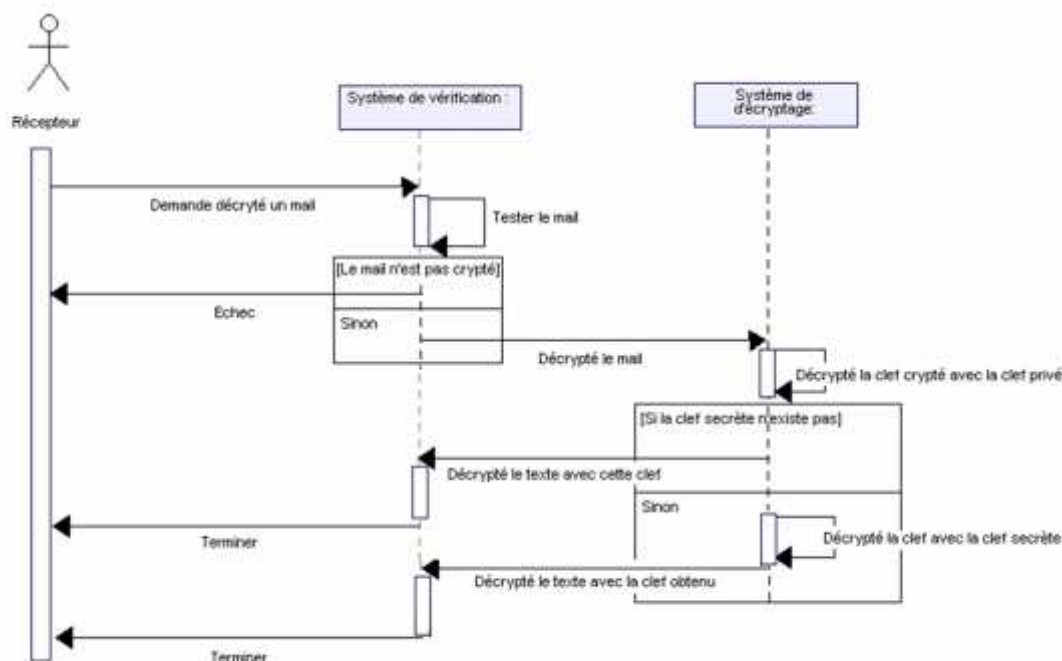 Système de vérification :
Système de
d'écryptage:
Récepteur
Demande décryté un mail
Tester le mail
[Le mail n'est pas crypté]
Echec
Sinon
Décrypté le mail
Décrypté la clef crypté avec la clef privé
[Si la clef secrète n'existe pas]
Décrypté le texte avec cette clef
Sinon
Terminer
Décrypté la clef avec la clef secrète
Décrypté le texte avec la clef obtenu
Terminer